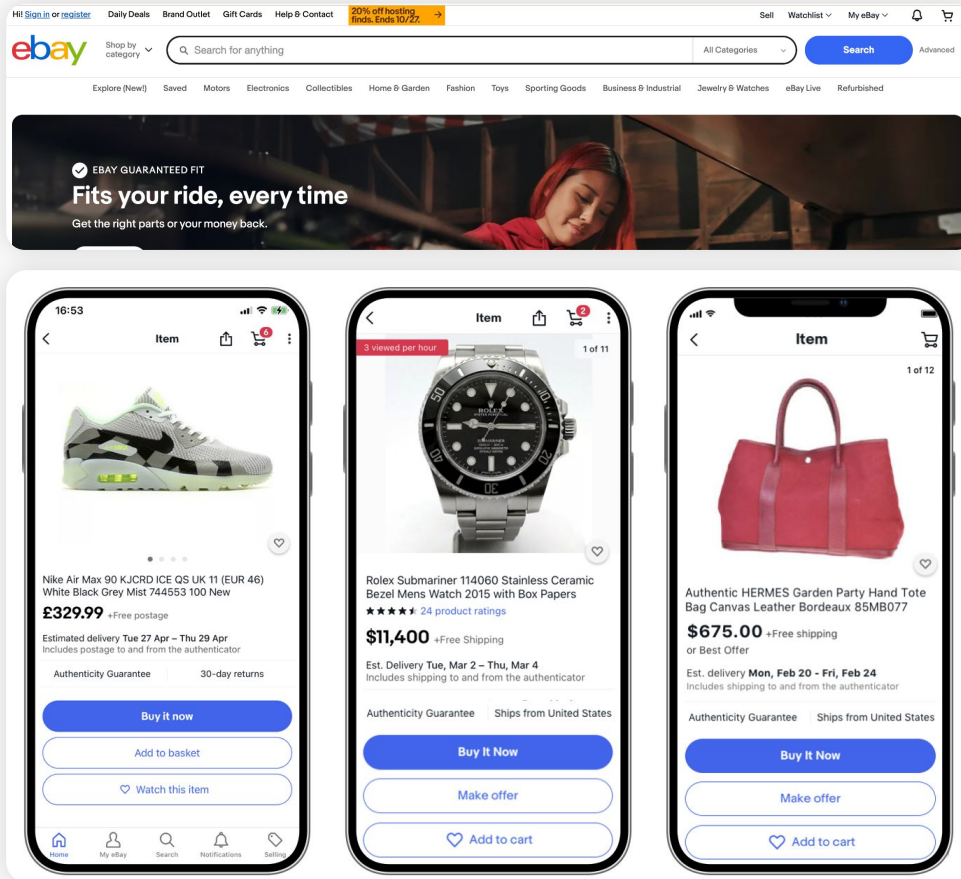 Hi! Sign in or register Daily Deals Brand Outlet Gift Cards Help & Contact 20% off hosting finds. Ends 10/27. → Sell Watchlist My eBay
ebay Shop by category Search for anything All Categories Search Advanced
Explore (New!) Saved Motors Electronics Collectibles Home & Garden Fashion Toys Sporting Goods Business & Industrial Jewelry & Watches eBay Live Refurbished
EBAY GUARANTEED FIT
Fits your ride, every time
Get the right parts or your money back.
16:53
Item 6
Nike Air Max 90 KJCRD ICE QS UK 11 (EUR 46)
White Black Grey Mist 744553 100 New
£329.99 +Free postage
Estimated delivery Tue 27 Apr – Thu 29 Apr
Includes postage to and from the authenticator
Authenticity Guarantee 30-day returns
Buy it now
Add to basket
Watch this item
Home My eBay Search Notifications Selling
Item 2
3 viewed per hour 1 of 11
50 10
ROLEX
OYSTER PERPETUAL
SUBMARINER
40 20
30
Rolex Submariner 114060 Stainless Ceramic
Bezel Mens Watch 2015 with Box Papers
24 product ratings
$11,400 +Free Shipping
Est. Delivery Tue, Mar 2 – Thu, Mar 4
Includes shipping to and from the authenticator
Authenticity Guarantee Ships from United States
Buy It Now
Make offer
Add to cart
Item
1 of 12
Authentic HERMES Garden Party Hand Tote
Bag Canvas Leather Bordeaux 85MB077
$675.00 +Free shipping
or Best Offer
Est. delivery Mon, Feb 20 - Fri, Feb 24
Includes shipping to and from the authenticator
Authenticity Guarantee Ships from United States
Buy It Now
Make offer
Add to cart